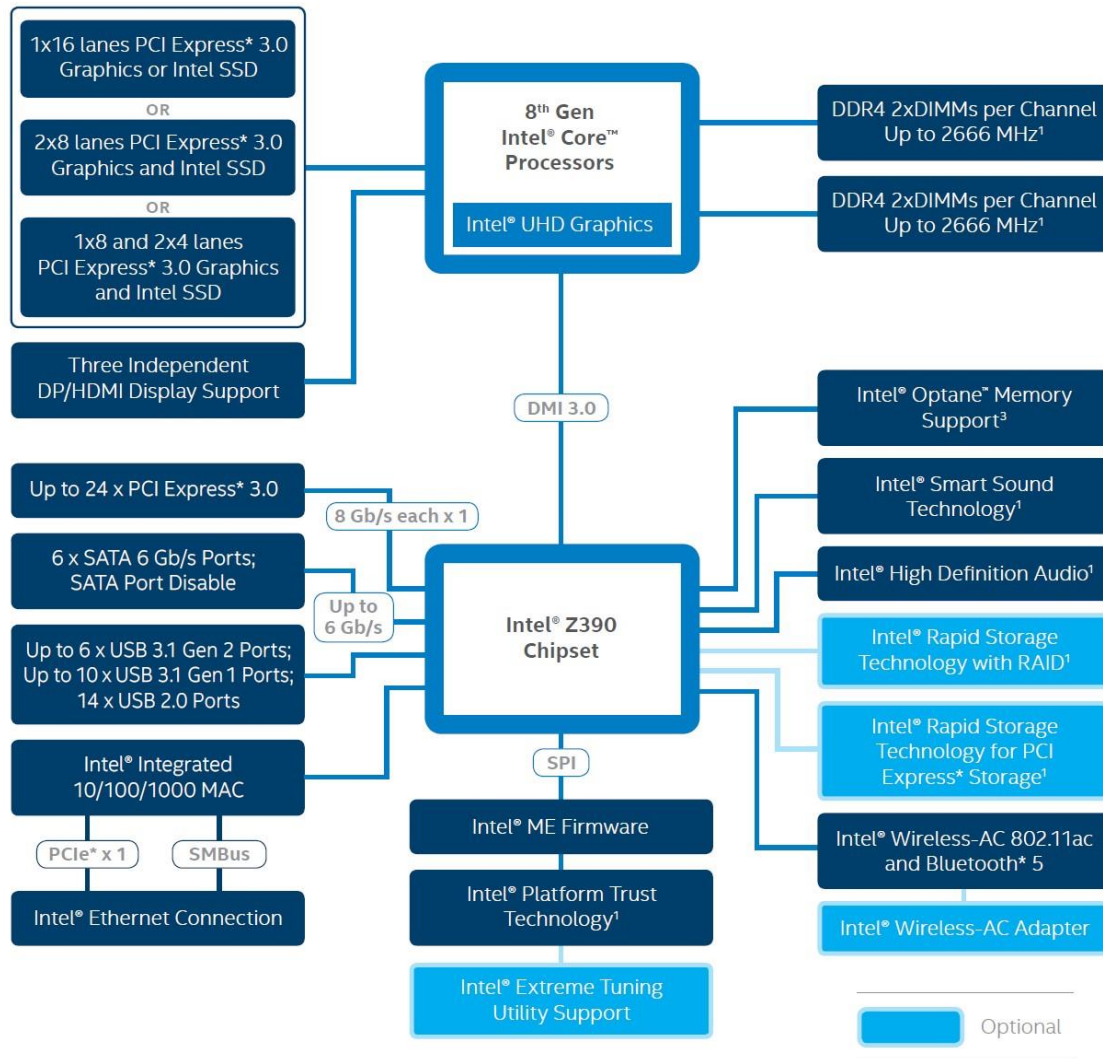 1x16 lanes PCI Express* 3.0
Graphics or Intel SSD
OR
2x8 lanes PCI Express* 3.0
Graphics and Intel SSD
OR
1x8 and 2x4 lanes
PCI Express* 3.0 Graphics
and Intel SSD
Three Independent
DP/HDMI Display Support
8th Gen
Intel® Core™
Processors
Intel® UHD Graphics
DDR4 2xDIMMs per Channel
Up to 2666 MHz¹
DDR4 2xDIMMs per Channel
Up to 2666 MHz¹
DMI 3.0
Up to 24 x PCI Express* 3.0
8 Gb/s each x 1
6 x SATA 6 Gb/s Ports;
SATA Port Disable
Up to
6 Gb/s
Up to 6 x USB 3.1 Gen 2 Ports;
Up to 10 x USB 3.1 Gen 1 Ports;
14 x USB 2.0 Ports
Intel® Integrated
10/100/1000 MAC
PCIe* x 1
SMBus
Intel® Ethernet Connection
Intel® Z390
Chipset
SPI
Intel® ME Firmware
Intel® Platform Trust
Technology¹
Intel® Extreme Tuning
Utility Support
Intel® Optane™ Memory
Support³
Intel® Smart Sound
Technology¹
Intel® High Definition Audio¹
Intel® Rapid Storage
Technology with RAID¹
Intel® Rapid Storage
Technology for PCI
Express* Storage¹
Intel® Wireless-AC 802.11ac
and Bluetooth* 5
Intel® Wireless-AC Adapter
Optional